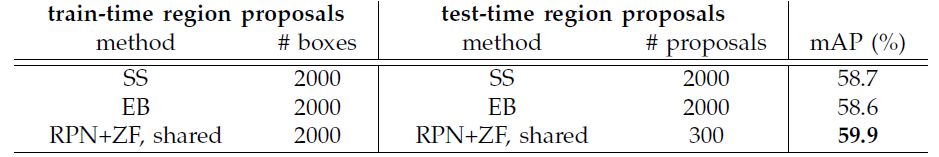 train-time region proposals test-time region proposals
method # boxes method # proposals mAP (%)
SS 2000 SS 2000 58.7
EB 2000 EB 2000 58.6
RPN+ZF, shared 2000 RPN+ZF, shared 300 59.9